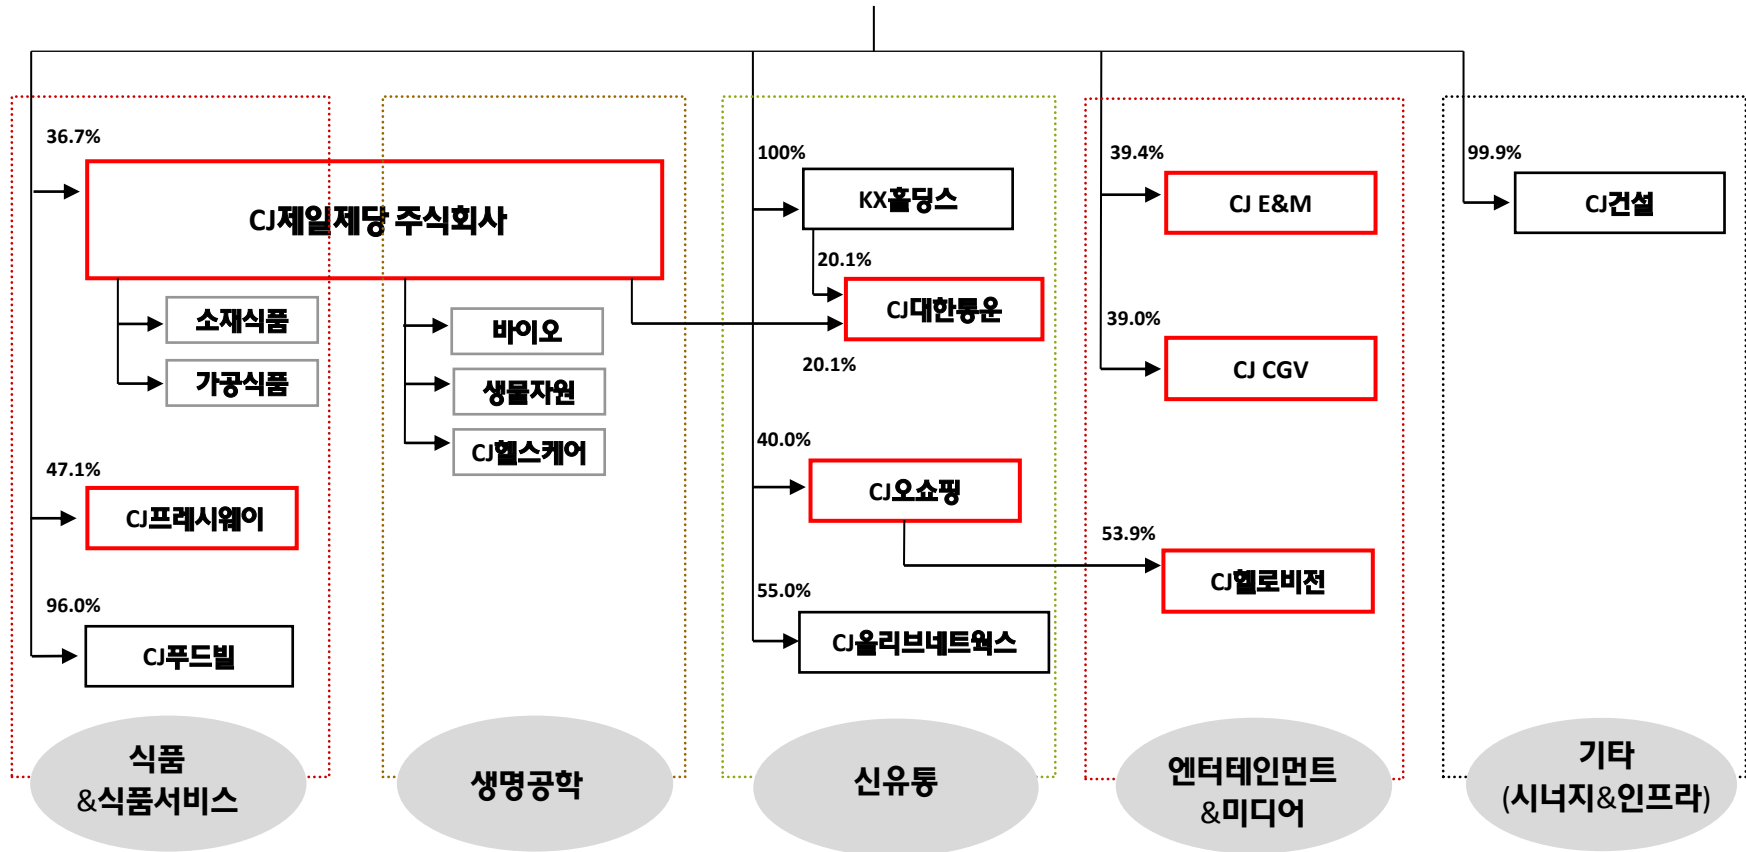 36.7%
CJ제일제당 주식회사
소재식품
가공식품
47.1%
CJ프레시웨이
96.0%
CJ푸드빌
식품
&식품서비스
바이오
생물자원
CJ헬스케어
생명공학
100%
KX홀딩스
20.1%
CJ대한통운
20.1%
40.0%
CJ오쇼핑
55.0%
CJ올리브네트웍스
신유통
39.4%
CJ E&M
39.0%
CJ CGV
53.9%
CJ헬로비전
엔터테인먼트
&미디어
99.9%
CJ건설
기타
(시너지&인프라)